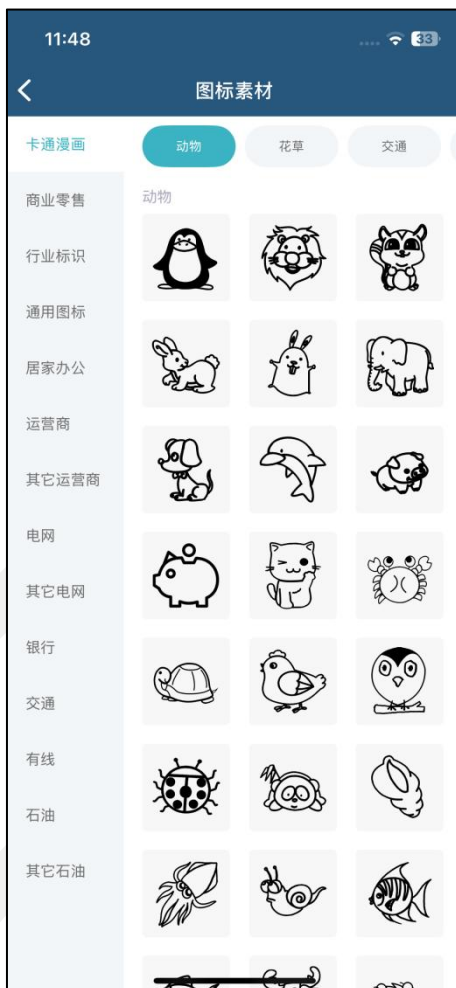 11:48
33
图标素材
卡通漫画
动物
花草
交通
商业零售
动物
行业标识
通用图标
居家办公
运营商
其它运营商
电网
其它电网
银行
交通
有线
石油
其它石油